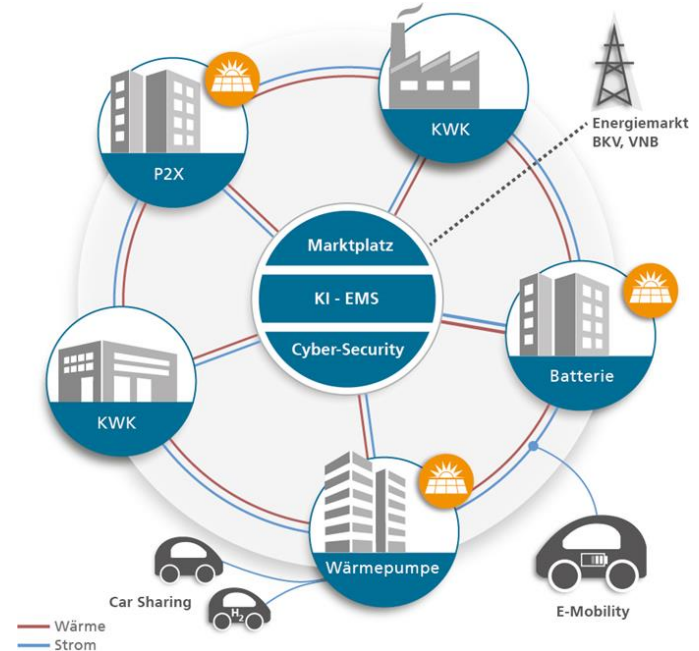 KWK
Energiemarkt
BKV, VNB
P2X
Marktplatz
KI - EMS
Cyber-Security
Batterie
KWK
Wärmepumpe
Car Sharing
H2
E-Mobility
Wärme
Strom